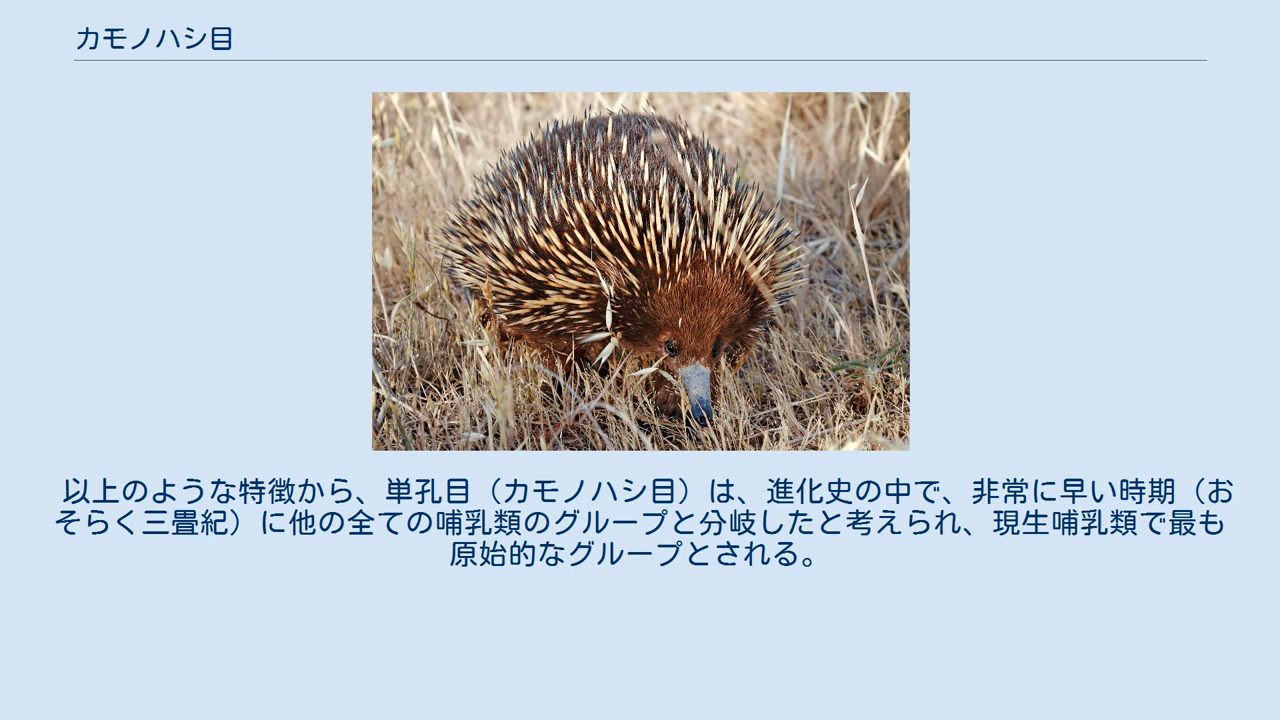 カモノハシ目
以上のような特徴から、単孔目（カモノハシ目）は、進化史の中で、非常に早い時期（お
そらく三畳紀）に他の全ての哺乳類のグループと分岐したと考えられ、現生哺乳類で最も
原始的なグループとされる。